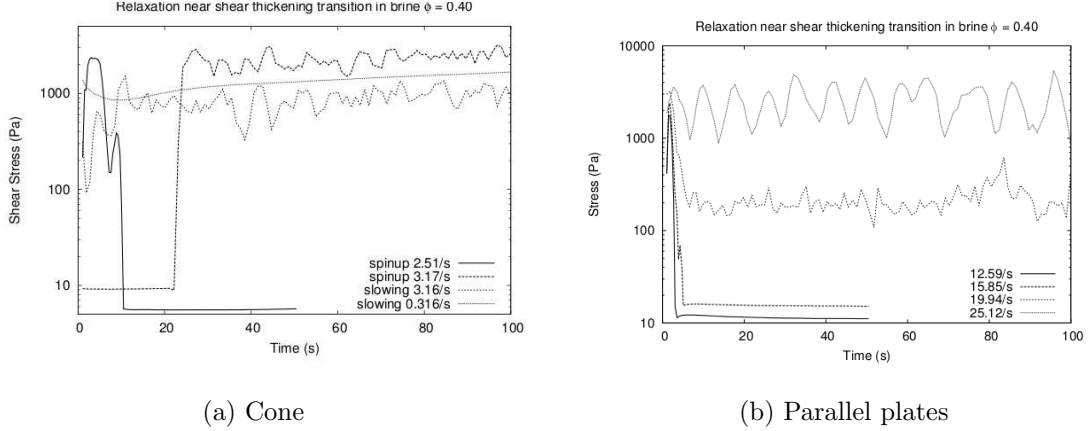 Relaxation near shear thickening transition in brine ϕ = 0.40
Shear Stress (Pa)
1000
100
10
spinup 2.51/s
spinup 3.17/s
slowing 3.16/s
slowing 0.316/s
0 20 40 60 80 100
Time (s)
(a) Cone
Relaxation near shear thickening transition in brine ϕ = 0.40
Stress (Pa)
10000
1000
100
10
12.59/s
15.85/s
19.94/s
25.12/s
0 20 40 60 80 100
Time (s)
(b) Parallel plates